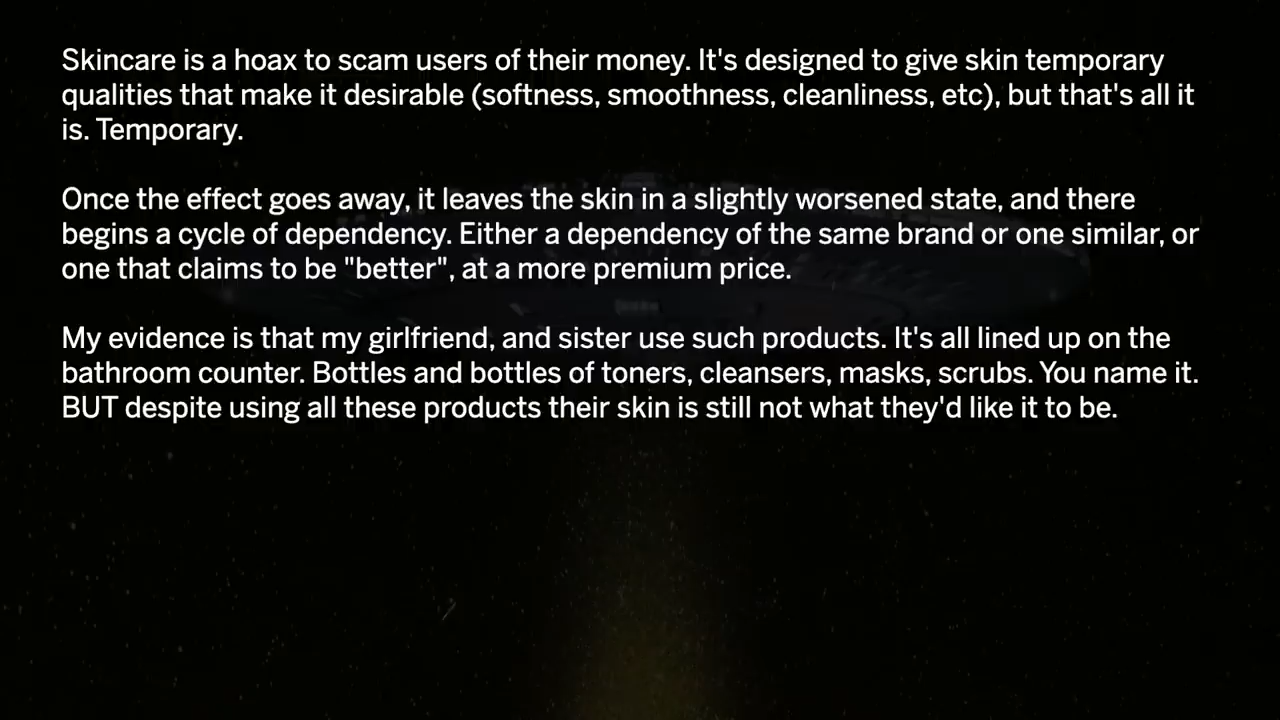 Skincare is a hoax to scam users of their money. It's designed to give skin temporary
qualities that make it desirable (softness, smoothness, cleanliness, etc), but that's all it
is. Temporary.
Once the effect goes away, it leaves the skin in a slightly worsened state, and there
begins a cycle of dependency. Either a dependency of the same brand or one similar, or
one that claims to be "better", at a more premium price.
My evidence is that my girlfriend, and sister use such products. It's all lined up on the
bathroom counter. Bottles and bottles of toners, cleansers, masks, scrubs. You name it.
BUT despite using all these products their skin is still not what they'd like it to be.